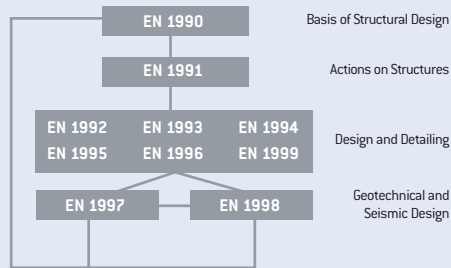 EN 1990
Basis of Structural Design
EN 1991
Actions on Structures
EN 1992 EN 1993 EN 1994
EN 1995 EN 1996 EN 1999
Design and Detailing
EN 1997 EN 1998
Geotechnical and
Seismic Design